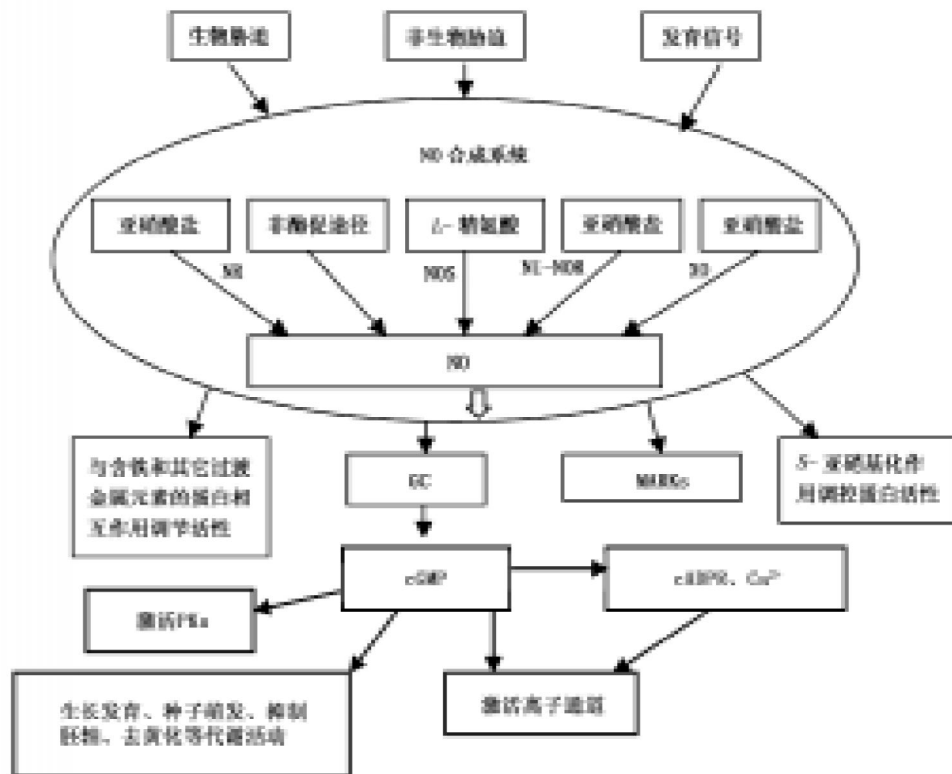 生物胁迫
非生物胁迫
发育信号
NO 合成系统
亚硝酸盐
非酶促途径
L- 精氨酸
亚硝酸盐
亚硝酸盐
NR
NOS
Ni-NOR
XO
NO
与含铁和其它过渡
金属元素的蛋白相
互作用调节活性
GC
S- 亚硝基化作
用调控蛋白活性
cGMP
激活PKs
生长发育、种子萌发、抑制
去黄化等代谢活动
激活离子通道